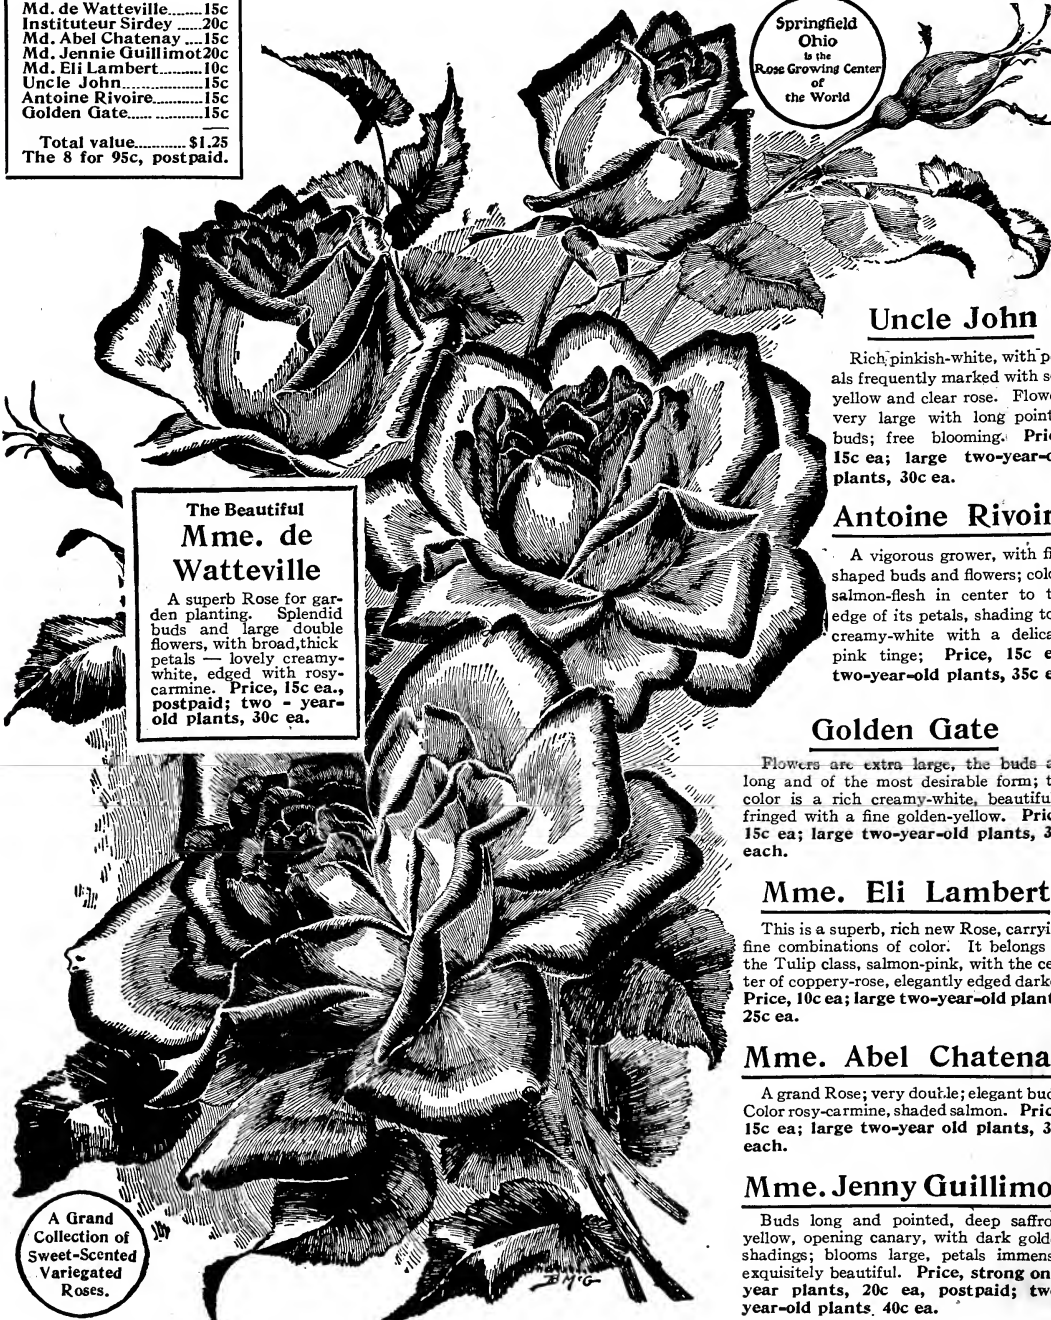 Md. de Watteville........15c
Instituteur Sirdey ......20c
Md. Abel Chatenay ....15c
Md. Jennie Guillimot20c
Md. Eli Lambert..........10c
Uncle John...................15c
Antoine Rivoire............15c
Golden Gate...... ...........15c
Total value............ $1.25
The 8 for 95c, postpaid.
Springfield
Ohio
is the
Rose Growing Center
of
the World
The Beautiful
Mme. de
Watteville
A superb Rose for gar-
den planting. Splendid
buds and large double
flowers, with broad,thick
petals — lovely creamy-
white, edged with rosy-
carmine. Price, 15c ea.,
postpaid; two - year-
old plants, 30c ea.
Uncle John
Rich pinkish-white, with p
als frequently marked with s
yellow and clear rose. Flow
very large with long point
buds; free blooming. Pri
15c ea; large two-year-o
plants, 30c ea.
Antoine Rivoir
A vigorous grower, with fi
shaped buds and flowers; colo
salmon-flesh in center to t
edge of its petals, shading to
creamy-white with a delica
pink tinge; Price, 15c e
two-year-old plants, 35c e
Golden Gate
Flowers are extra large, the buds a
long and of the most desirable form; t
color is a rich creamy-white, beautifu
fringed with a fine golden-yellow. Pric
15c ea; large two-year-old plants, 3
each.
Mme. Eli Lambert
This is a superb, rich new Rose, carryi
fine combinations of color. It belongs
the Tulip class, salmon-pink, with the ce
ter of coppery-rose, elegantly edged dark
Price, 10c ea; large two-year-old plant
25c ea.
Mme. Abel Chatena
A grand Rose; very double; elegant bud
Color rosy-carmine, shaded salmon. Pric
15c ea; large two-year old plants, 3
each.
Mme. Jenny Guillimo
Buds long and pointed, deep saffro
yellow, opening canary, with dark gold
shadings; blooms large, petals immens
exquisitely beautiful. Price, strong on
year plants, 20c ea, postpaid; tw
year-old plants, 40c ea.
A Grand
Collection of
Sweet-Scented
Variegated
Roses.
B McG